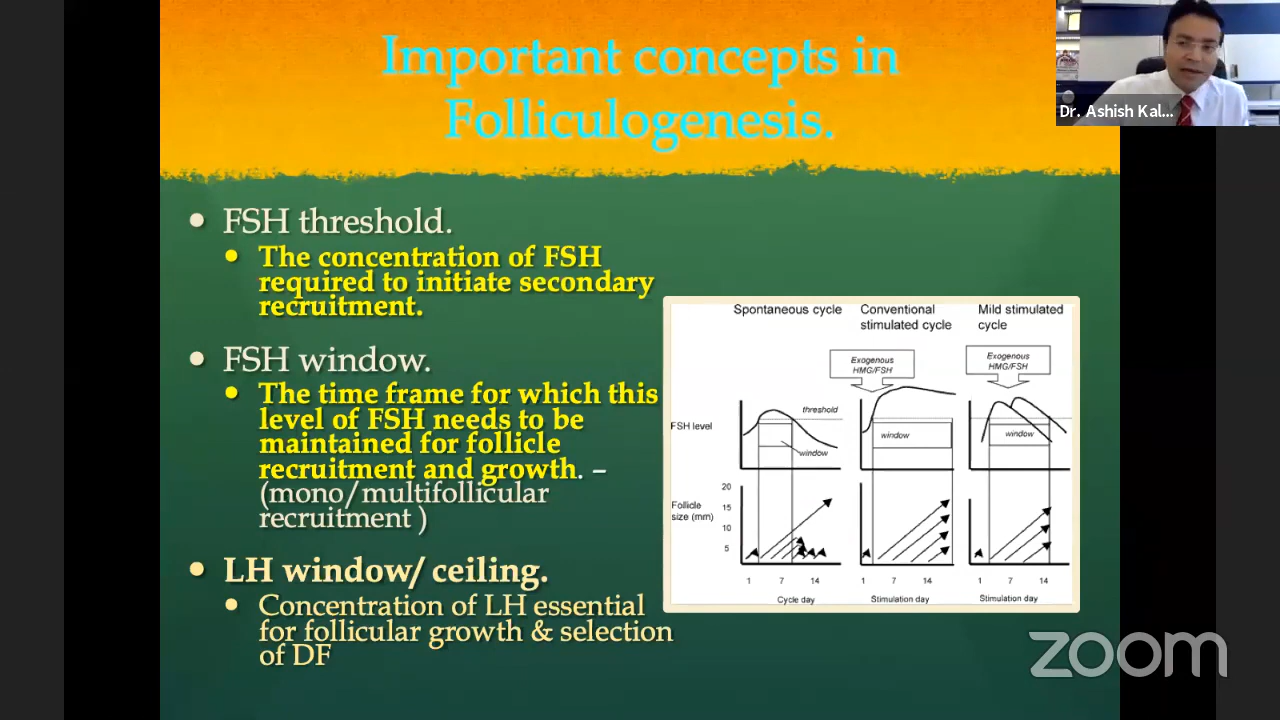 Important concepts in
Folliculogenesis.
Dr. Ashish Kal...
• FSH threshold.
• The concentration of FSH
required to initiate secondary
recruitment.
• FSH window.
• The time frame for which this
level of FSH needs to be
maintained for follicle
recruitment and growth. –
(mono/multifollicular
recruitment )
• LH window/ ceiling.
• Concentration of LH essential
for follicular growth & selection
of DF
Spontaneous cycle
Conventional
stimulated cycle
Mild stimulated
cycle
Exogenous
HMG/FSH
Exogenous
HMG/FSH
threshold
FSH level
window
window
window
20
Follicle
size (mm)
15
10
5
1 7 14
1 7 14
1 7 14
Cycle day
Stimulation day
Stimulation day
zoom